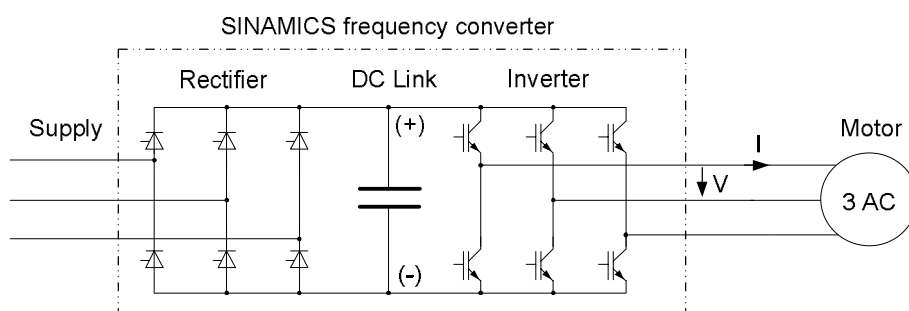 SINAMICS frequency converter
Rectifier DC Link Inverter
Supply (+) I Motor
V
3 AC
(-)